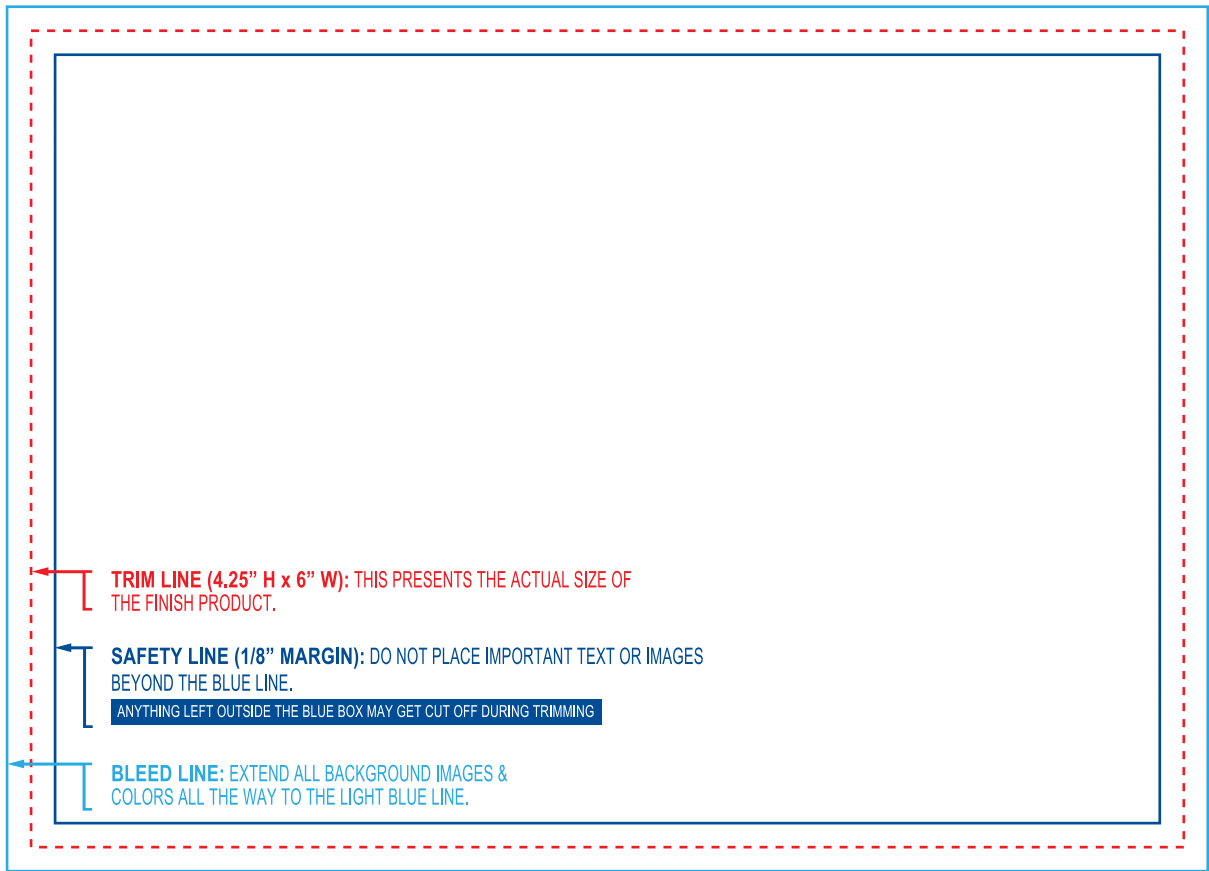 TRIM LINE (4.25” H x 6” W): THIS PRESENTS THE ACTUAL SIZE OF
THE FINISH PRODUCT.
SAFETY LINE (1/8” MARGIN): DO NOT PLACE IMPORTANT TEXT OR IMAGES
BEYOND THE BLUE LINE.
ANYTHING LEFT OUTSIDE THE BLUE BOX MAY GET CUT OFF DURING TRIMMING
BLEED LINE: EXTEND ALL BACKGROUND IMAGES &
COLORS ALL THE WAY TO THE LIGHT BLUE LINE.